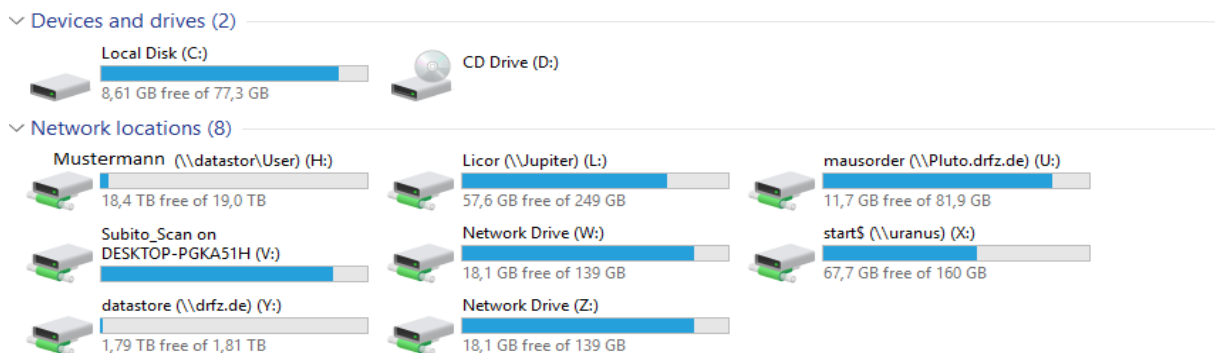 Devices and drives (2)
Local Disk (C:)
8,61 GB free of 77,3 GB
CD Drive (D:)
Network locations (8)
Mustermann (\\datastor\User) (H:)
18,4 TB free of 19,0 TB
Licor (\\Jupiter) (L:)
57,6 GB free of 249 GB
mausorder (\\Pluto.drfz.de) (U:)
11,7 GB free of 81,9 GB
Subito_Scan on
DESKTOP-PGKA51H (V:)
Network Drive (W:)
18,1 GB free of 139 GB
start$ (\\uranus) (X:)
67,7 GB free of 160 GB
datastore (\\drfz.de) (Y:)
1,79 TB free of 1,81 TB
Network Drive (Z:)
18,1 GB free of 139 GB